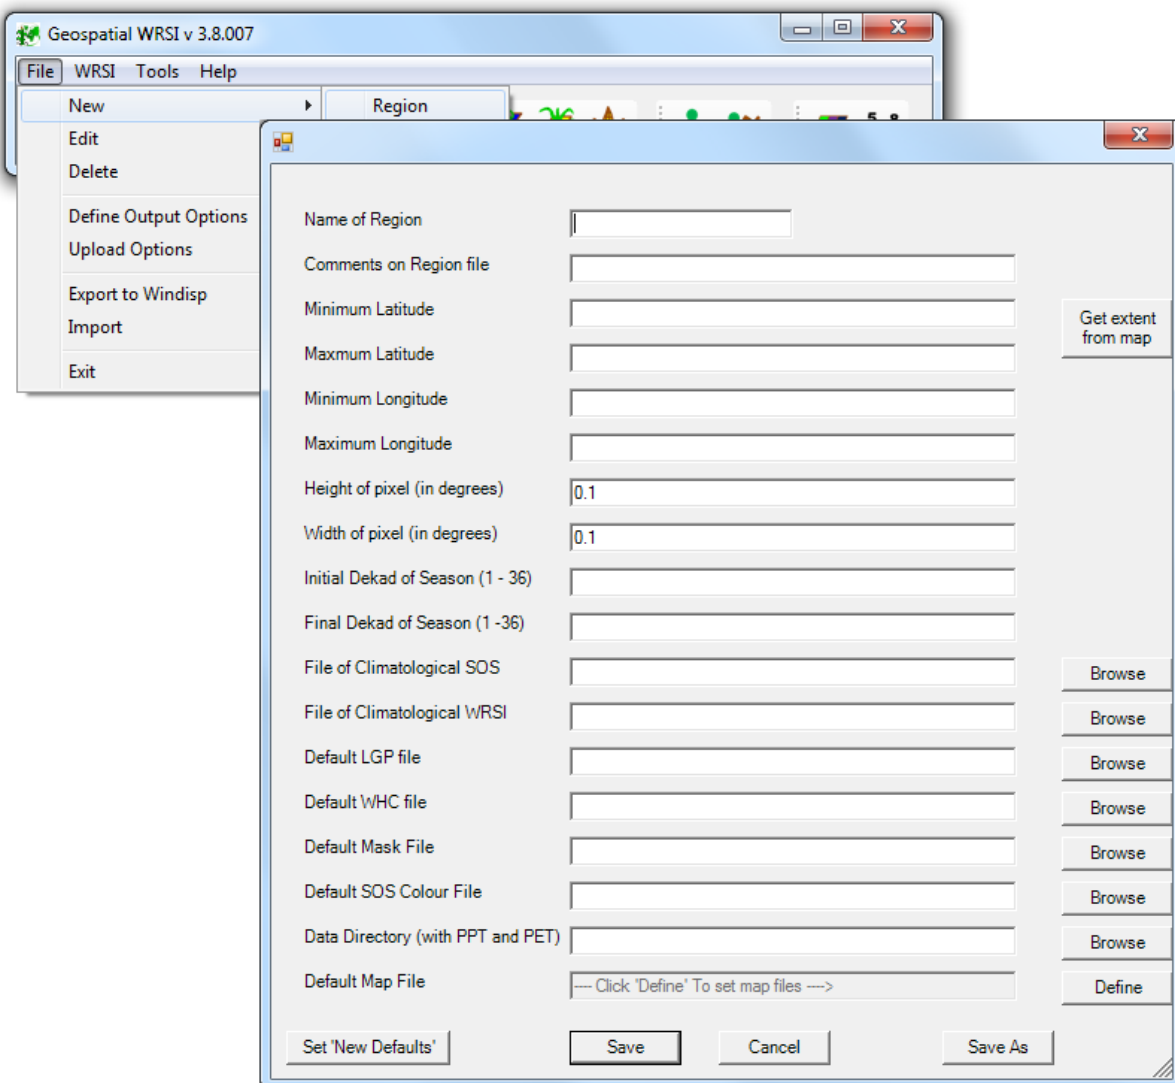 Geospatial WRSI v 3.8.007
File WRSI Tools Help
New
Region
Edit
Delete
Define Output Options
Upload Options
Export to Windisp
Import
Exit
Name of Region
Comments on Region file
Minimum Latitude
Get extent
from map
Maxmum Latitude
Minimum Longitude
Maximum Longitude
Height of pixel (in degrees) 0.1
Width of pixel (in degrees) 0.1
Initial Dekad of Season (1 - 36)
Final Dekad of Season (1 -36)
File of Climatological SOS Browse
File of Climatological WRSI Browse
Default LGP file Browse
Default WHC file Browse
Default Mask File Browse
Default SOS Colour File Browse
Data Directory (with PPT and PET) Browse
Default Map File ---- Click 'Define' To set map files ----> Define
Set 'New Defaults' Save Cancel Save As